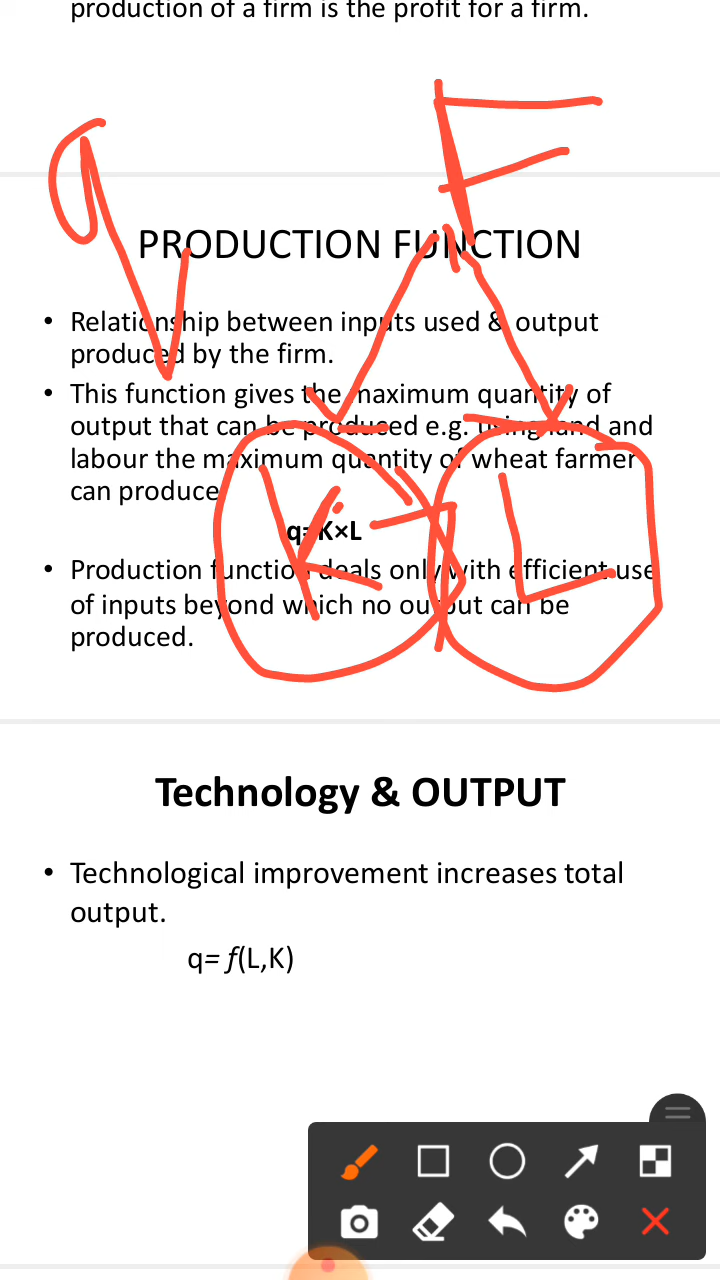 production of a firm is the profit for a firm.
q F
PRODUCTION FUNCTION
• Relationship between inputs used & output
produced by the firm.
• This function gives the maximum quantity of
output that can be produced e.g. using land and
labour the maximum quantity of wheat farmer
can produce
q=K×L
K L
• Production function deals only with efficient use
of inputs beyond which no output can be
produced.
Technology & OUTPUT
• Technological improvement increases total
output.
q= f(L,K)